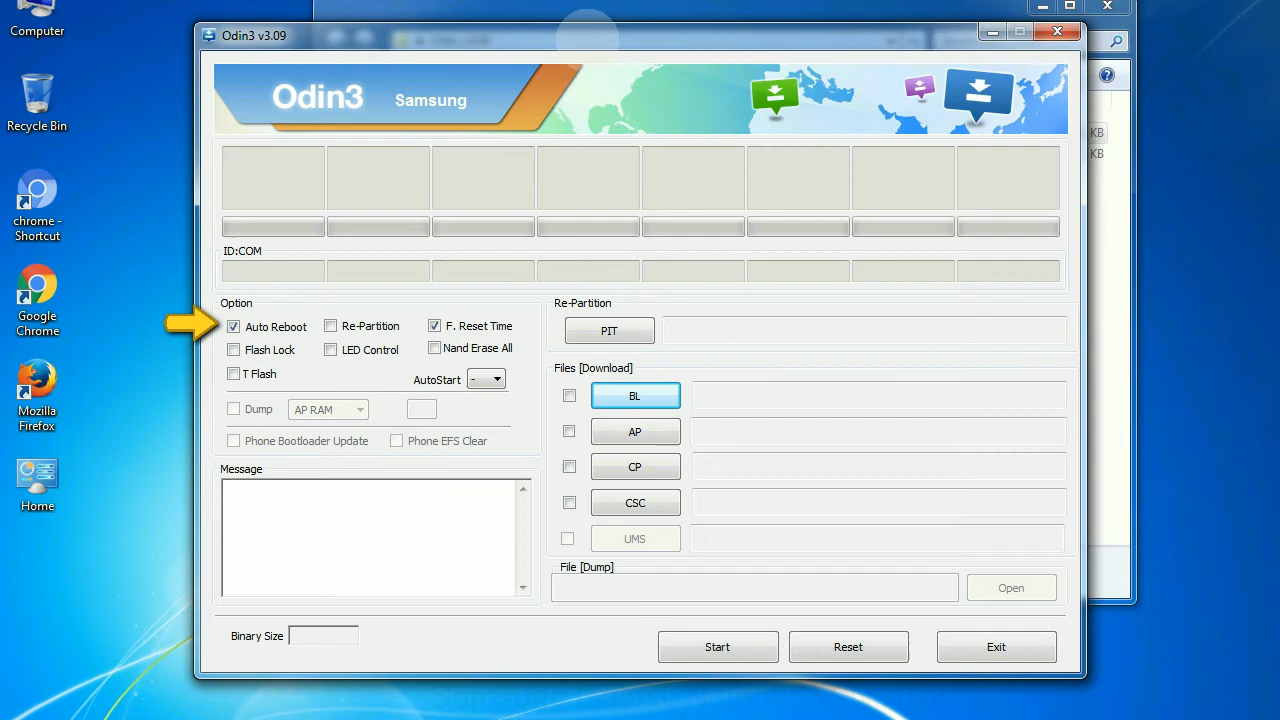 Computer
Recycle Bin
chrome -
Shortcut
Google
Chrome
Mozilla
Firefox
Home
Odin3 v3.09
Odin3 Samsung
ID:COM
Option
Auto Reboot
Re-Partition
F. Reset Time
Flash Lock
LED Control
Nand Erase All
T Flash
AutoStart -
Dump
AP RAM
Phone Bootloader Update
Phone EFS Clear
Message
Re-Partition
PIT
Files [Download]
BL
AP
CP
CSC
UMS
File [Dump]
Open
Binary Size
Start
Reset
Exit
KB
KB